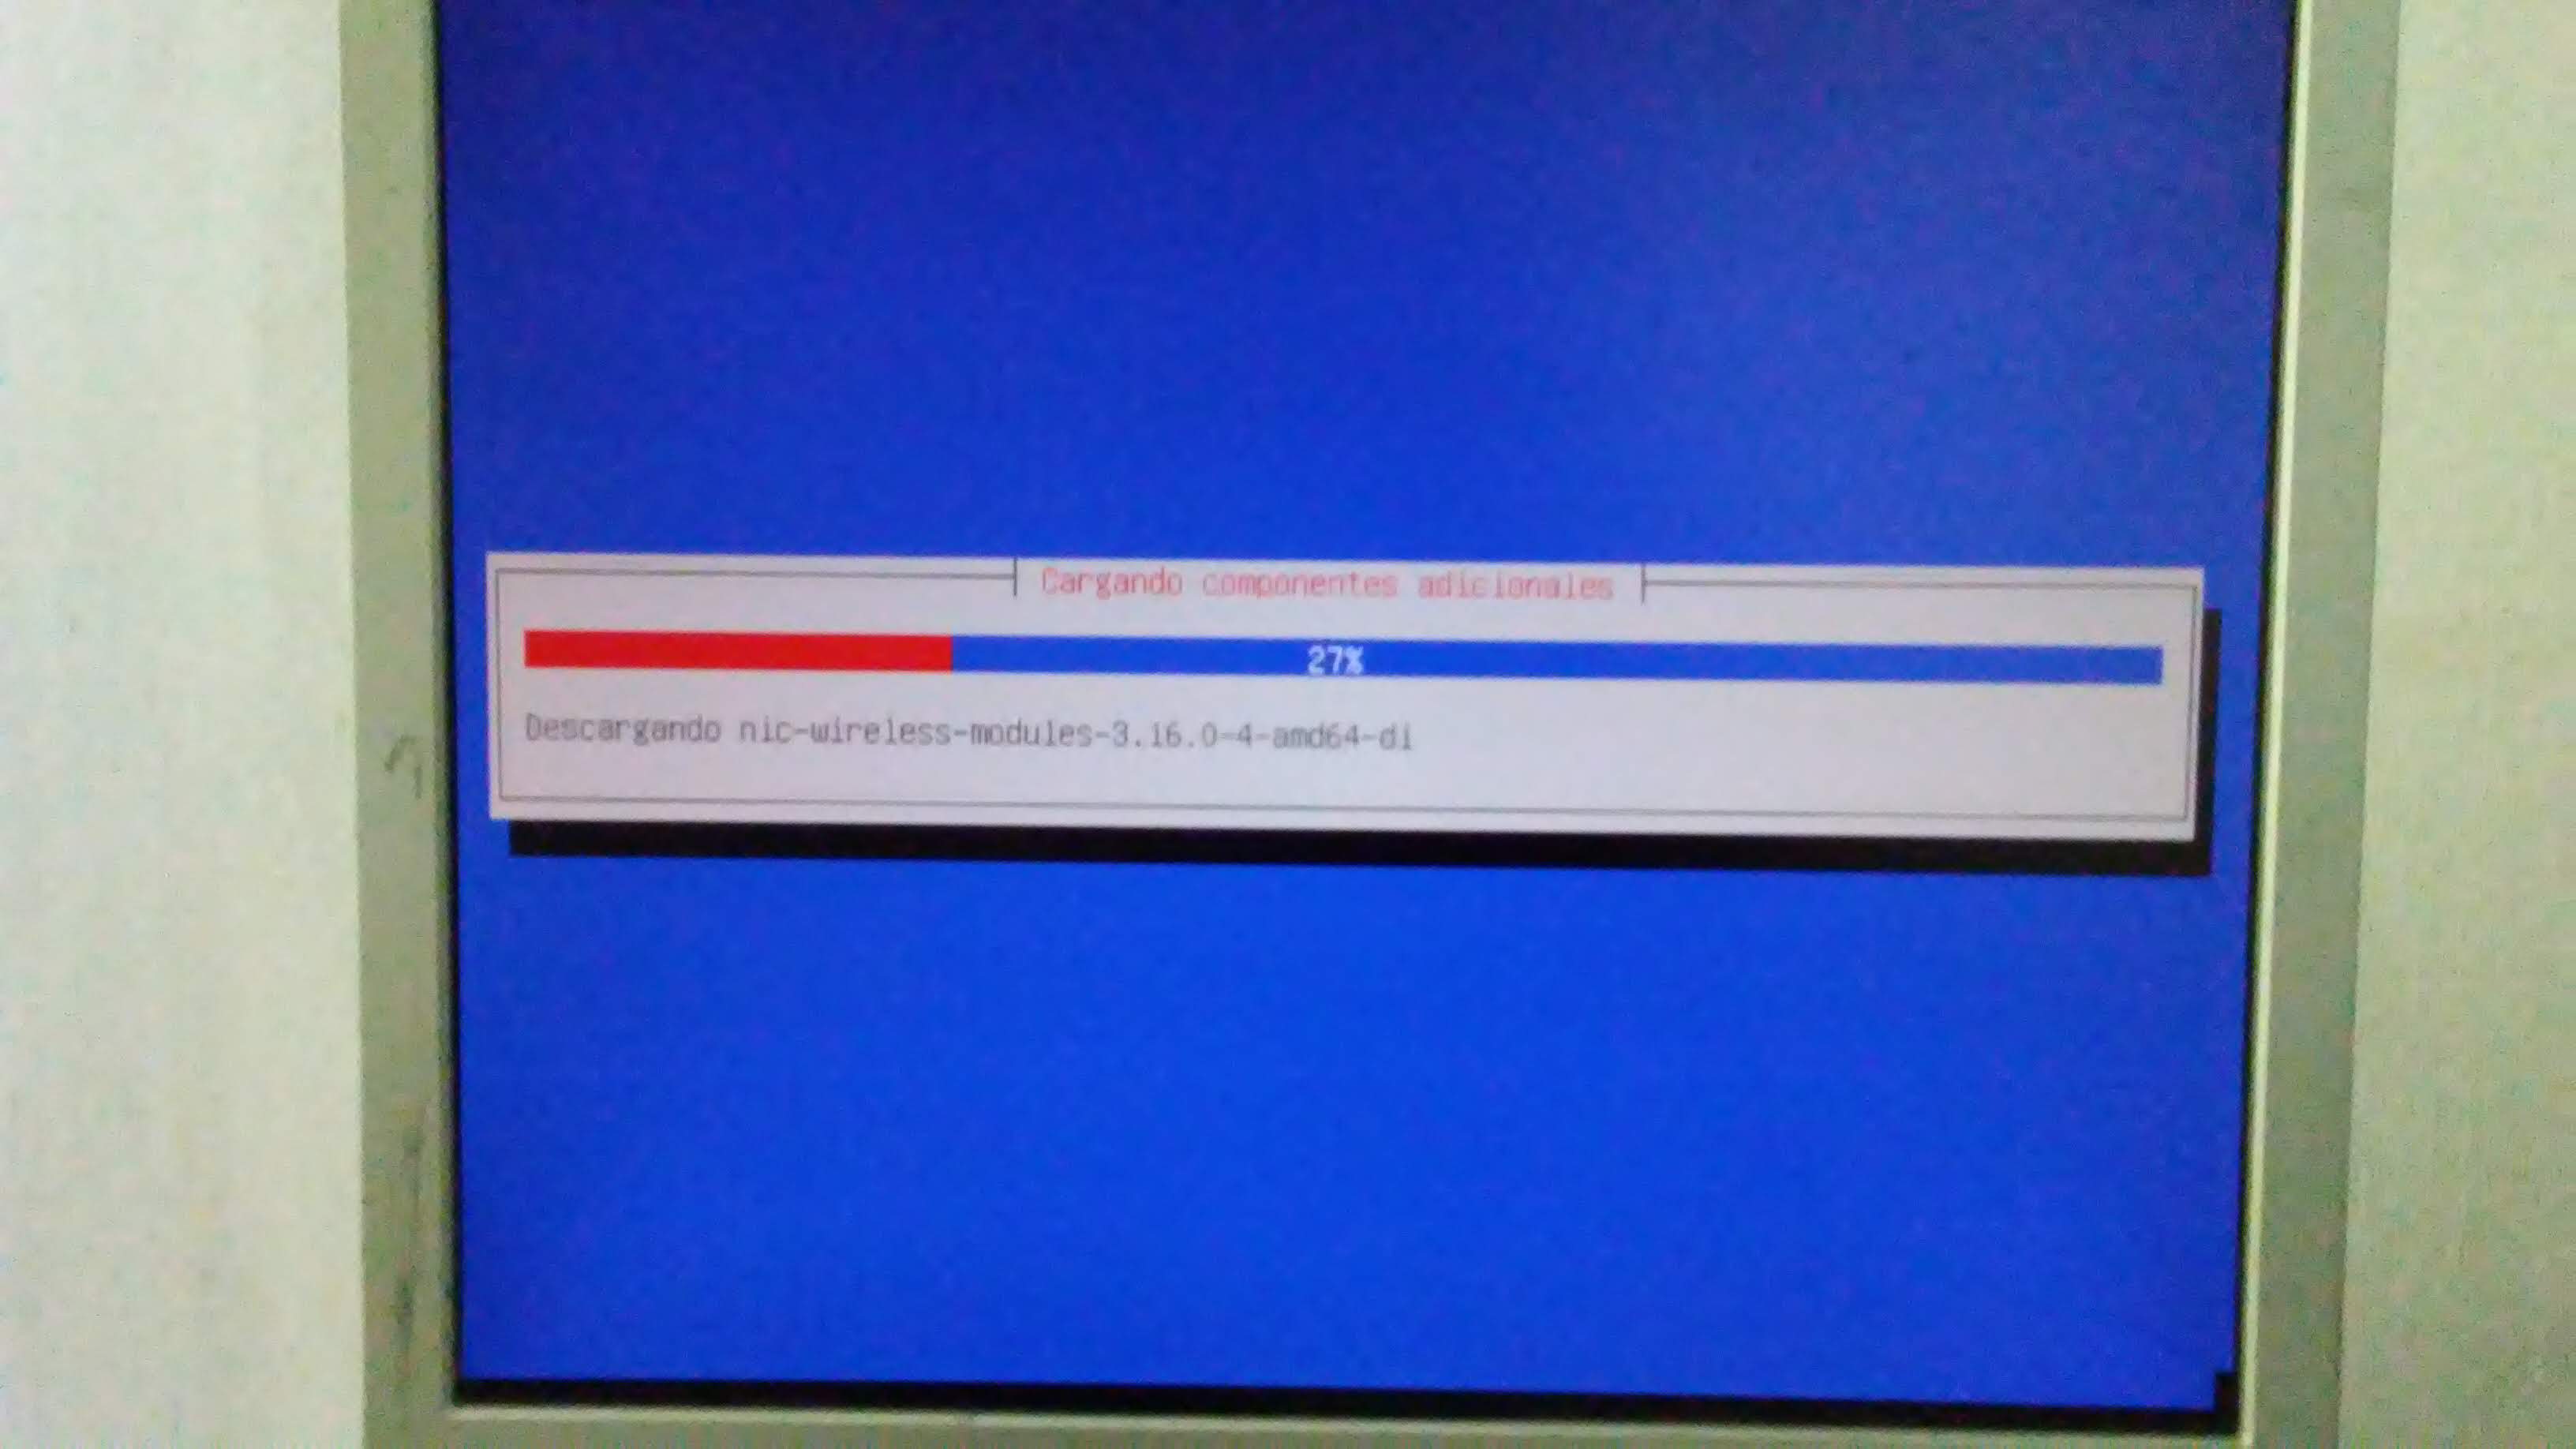 Cargando componentes adicionales
27%
Descargando nic-wireless-modules-3.16.0-4-amd64-di